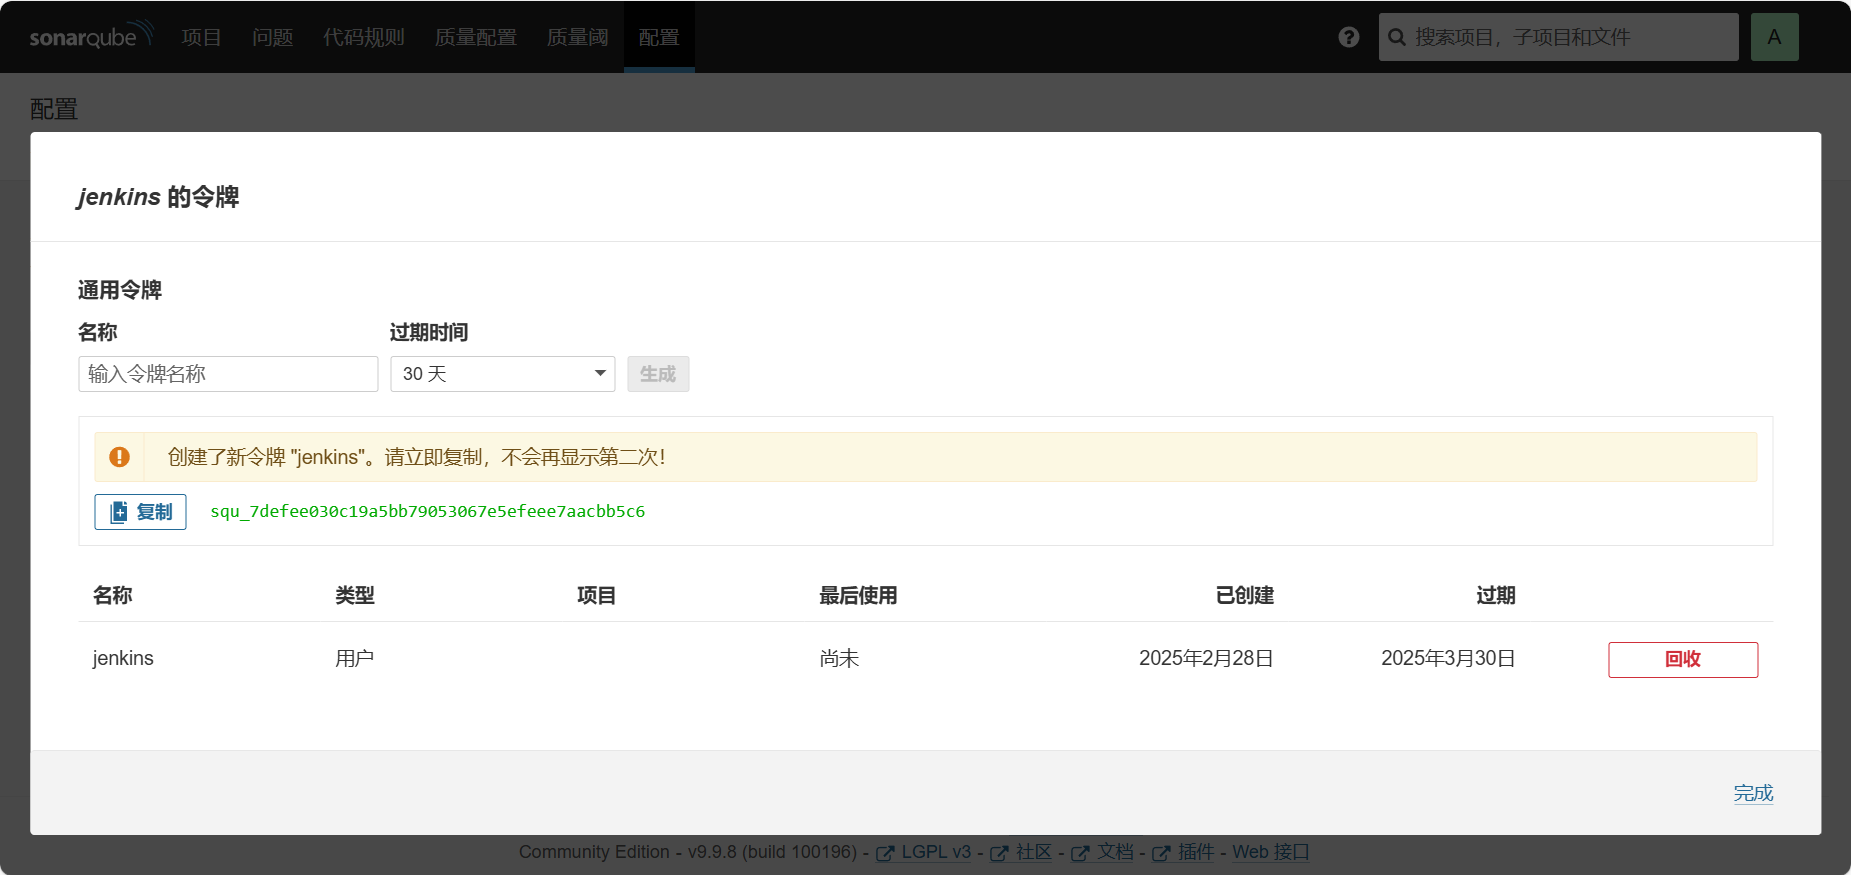 sonarqube 项目 问题 代码规则 质量配置 质量阈 配置 搜索项目，子项目和文件 A
配置
jenkins 的令牌
通用令牌
名称 过期时间
输入令牌名称 30 天 生成
创建了新令牌 "jenkins"。请立即复制，不会再显示第二次！
复制 squ_7defee030c19a5bb79053067e5efeee7aacbb5c6
名称 类型 项目 最后使用 已创建 过期
jenkins 用户 尚未 2025年2月28日 2025年3月30日 回收
完成
Community Edition - v9.9.8 (build 100196) - LGPL v3 - 社区 - 文档 - 插件 - Web 接口